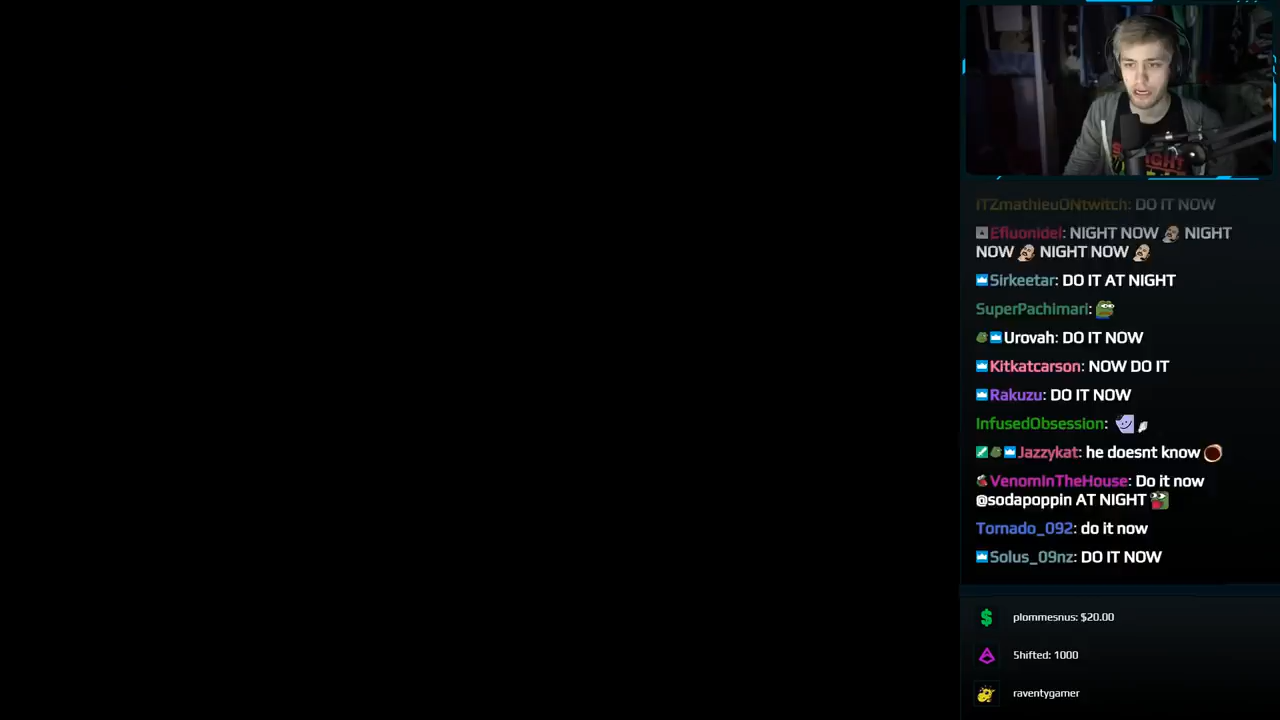 ITZmathieuONtwitch: DO IT NOW
Efluonidel: NIGHT NOW NIGHT
NOW NIGHT NOW
Sirkeetar: DO IT AT NIGHT
SuperPachimari:
Urovah: DO IT NOW
Kitkatcarson: NOW DO IT
Rakuzu: DO IT NOW
InfusedObsession:
Jazzykat: he doesnt know
VenomInTheHouse: Do it now
@sodapoppin AT NIGHT
Tornado_092: do it now
Solus_09nz: DO IT NOW
plommesnus: $20.00
Shifted: 1000
raventygamer